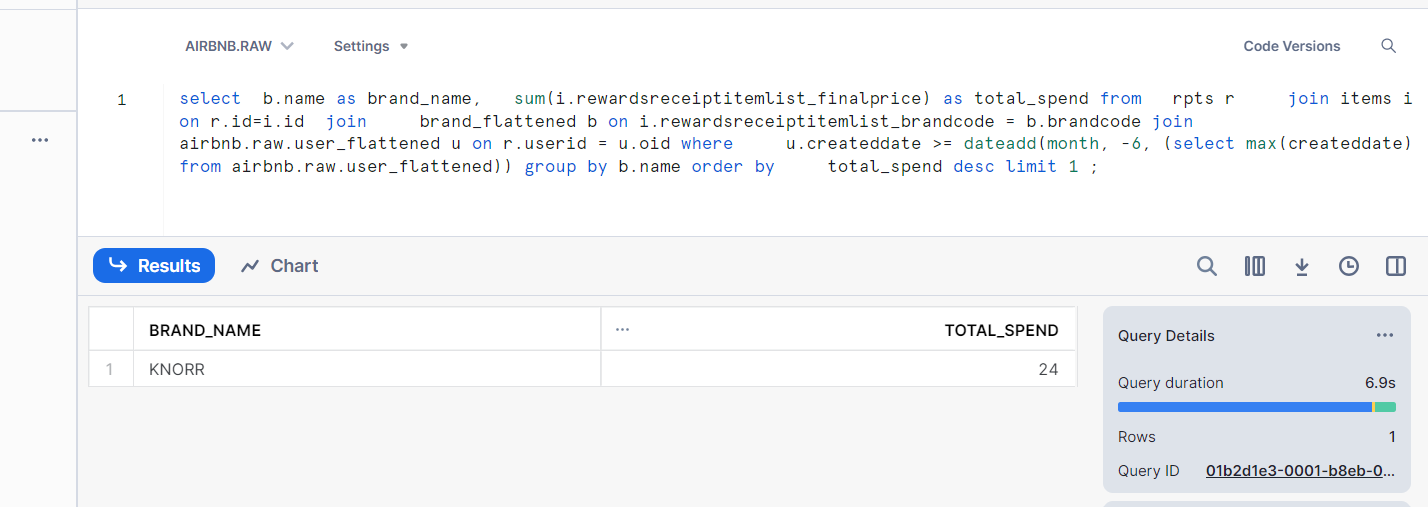 AIRBNB.RAW Settings Code Versions
1 select b.name as brand_name, sum(i.rewardsreceiptitemlist_finalprice) as total_spend from rpts r join items i
on r.id=i.id join brand_flattened b on i.rewardsreceiptitemlist_brandcode = b.brandcode join
airbnb.raw.user_flattened u on r.userid = u.oid where u.createddate >= dateadd(month, -6, (select max(createddate)
from airbnb.raw.user_flattened)) group by b.name order by total_spend desc limit 1 ;
Results Chart
BRAND_NAME ... TOTAL_SPEND
1 KNORR 24
Query Details ...
Query duration 6.9s
Rows 1
Query ID 01b2d1e3-0001-b8eb-0...